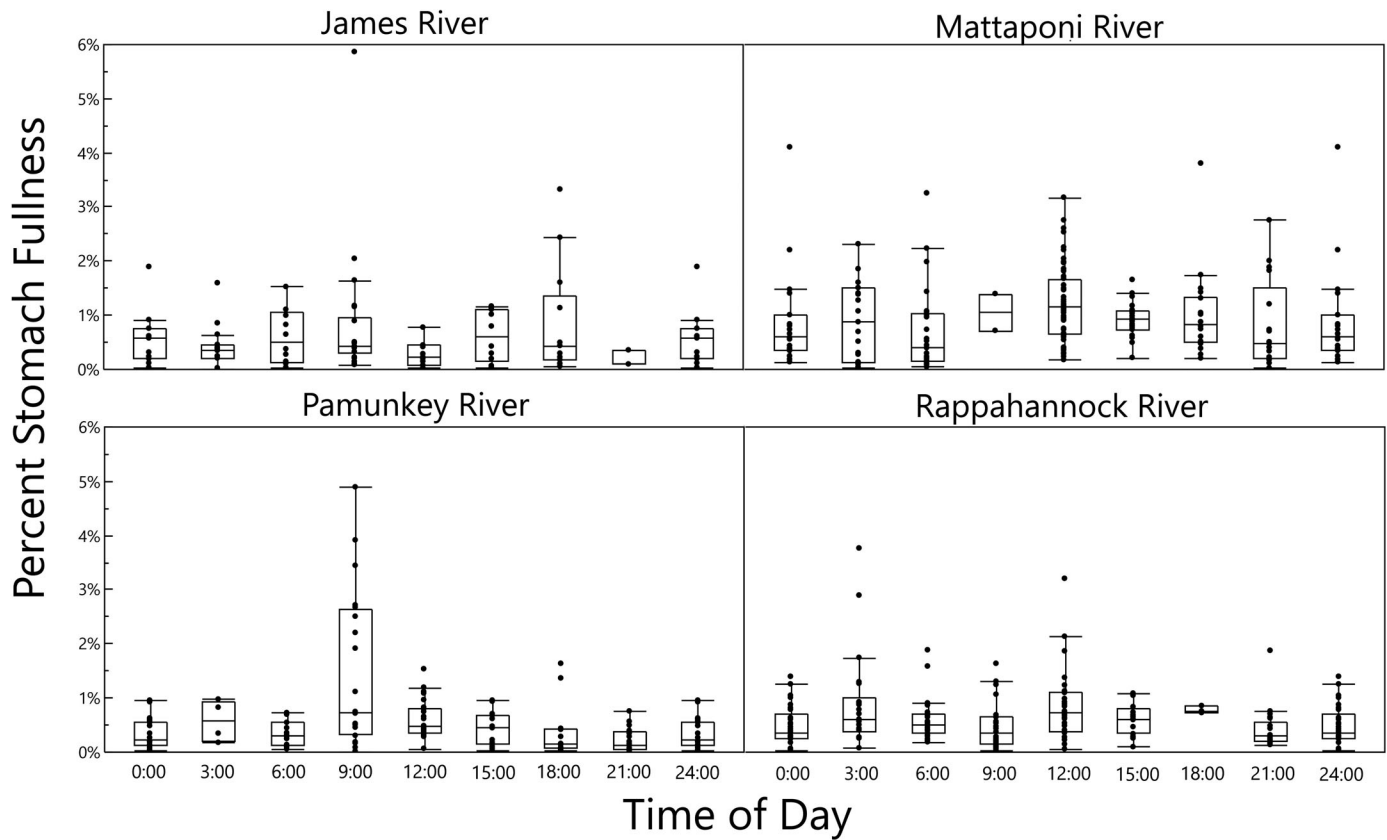 James River
Mattaponi River
6%
5%
4%
3%
2%
1%
0%
Percent Stomach Fullness
Pamunkey River
Rappahannock River
6%
5%
4%
3%
2%
1%
0%
0:00 3:00 6:00 9:00 12:00 15:00 18:00 21:00 24:00 0:00 3:00 6:00 9:00 12:00 15:00 18:00 21:00 24:00
Time of Day